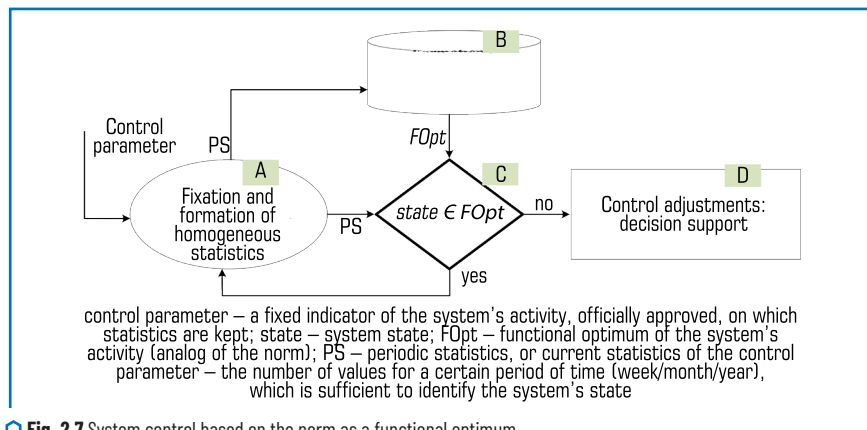 B
Control
parameter
PS
FOpt
A
C
D
Fixation and
formation of
homogeneous
statistics
PS
state ∈ FOpt
no
Control adjustments:
decision support
yes
control parameter – a fixed indicator of the system's activity, officially approved, on which
statistics are kept; state – system state; FOpt – functional optimum of the system's
activity (analog of the norm); PS – periodic statistics, or current statistics of the control
parameter – the number of values for a certain period of time (week/month/year),
which is sufficient to identify the system's state
Fig. 2.7 System control based on the norm as a functional optimum